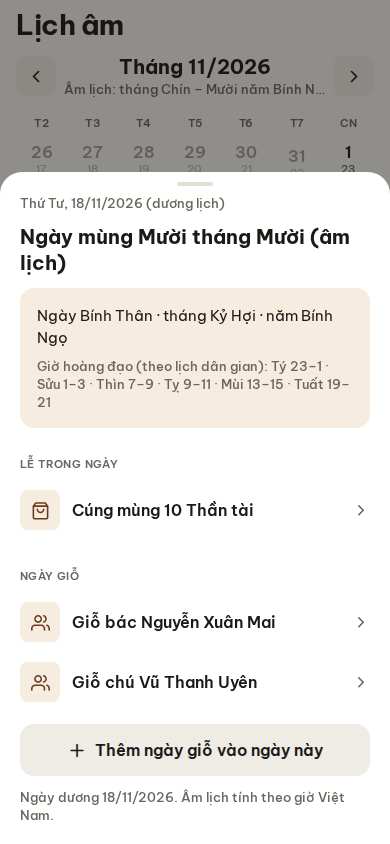 Lịch âm
Tháng 11/2026
Âm lịch: tháng Chín – Mười năm Bính N...
T2 T3 T4 T5 T6 T7 CN
26 27 28 29 30 31 1
17 18 19 20 21 22 23
Thứ Tư, 18/11/2026 (dương lịch)
Ngày mùng Mười tháng Mười (âm
lịch)
Ngày Bính Thân · tháng Kỷ Hợi · năm Bính
Ngọ
Giờ hoàng đạo (theo lịch dân gian): Tý 23–1 ·
Sửu 1–3 · Thìn 7–9 · Tỵ 9–11 · Mùi 13–15 · Tuất 19–
21
LỄ TRONG NGÀY
Cúng mùng 10 Thần tài
NGÀY GIỖ
Giỗ bác Nguyễn Xuân Mai
Giỗ chú Vũ Thanh Uyên
Thêm ngày giỗ vào ngày này
Ngày dương 18/11/2026. Âm lịch tính theo giờ Việt
Nam.